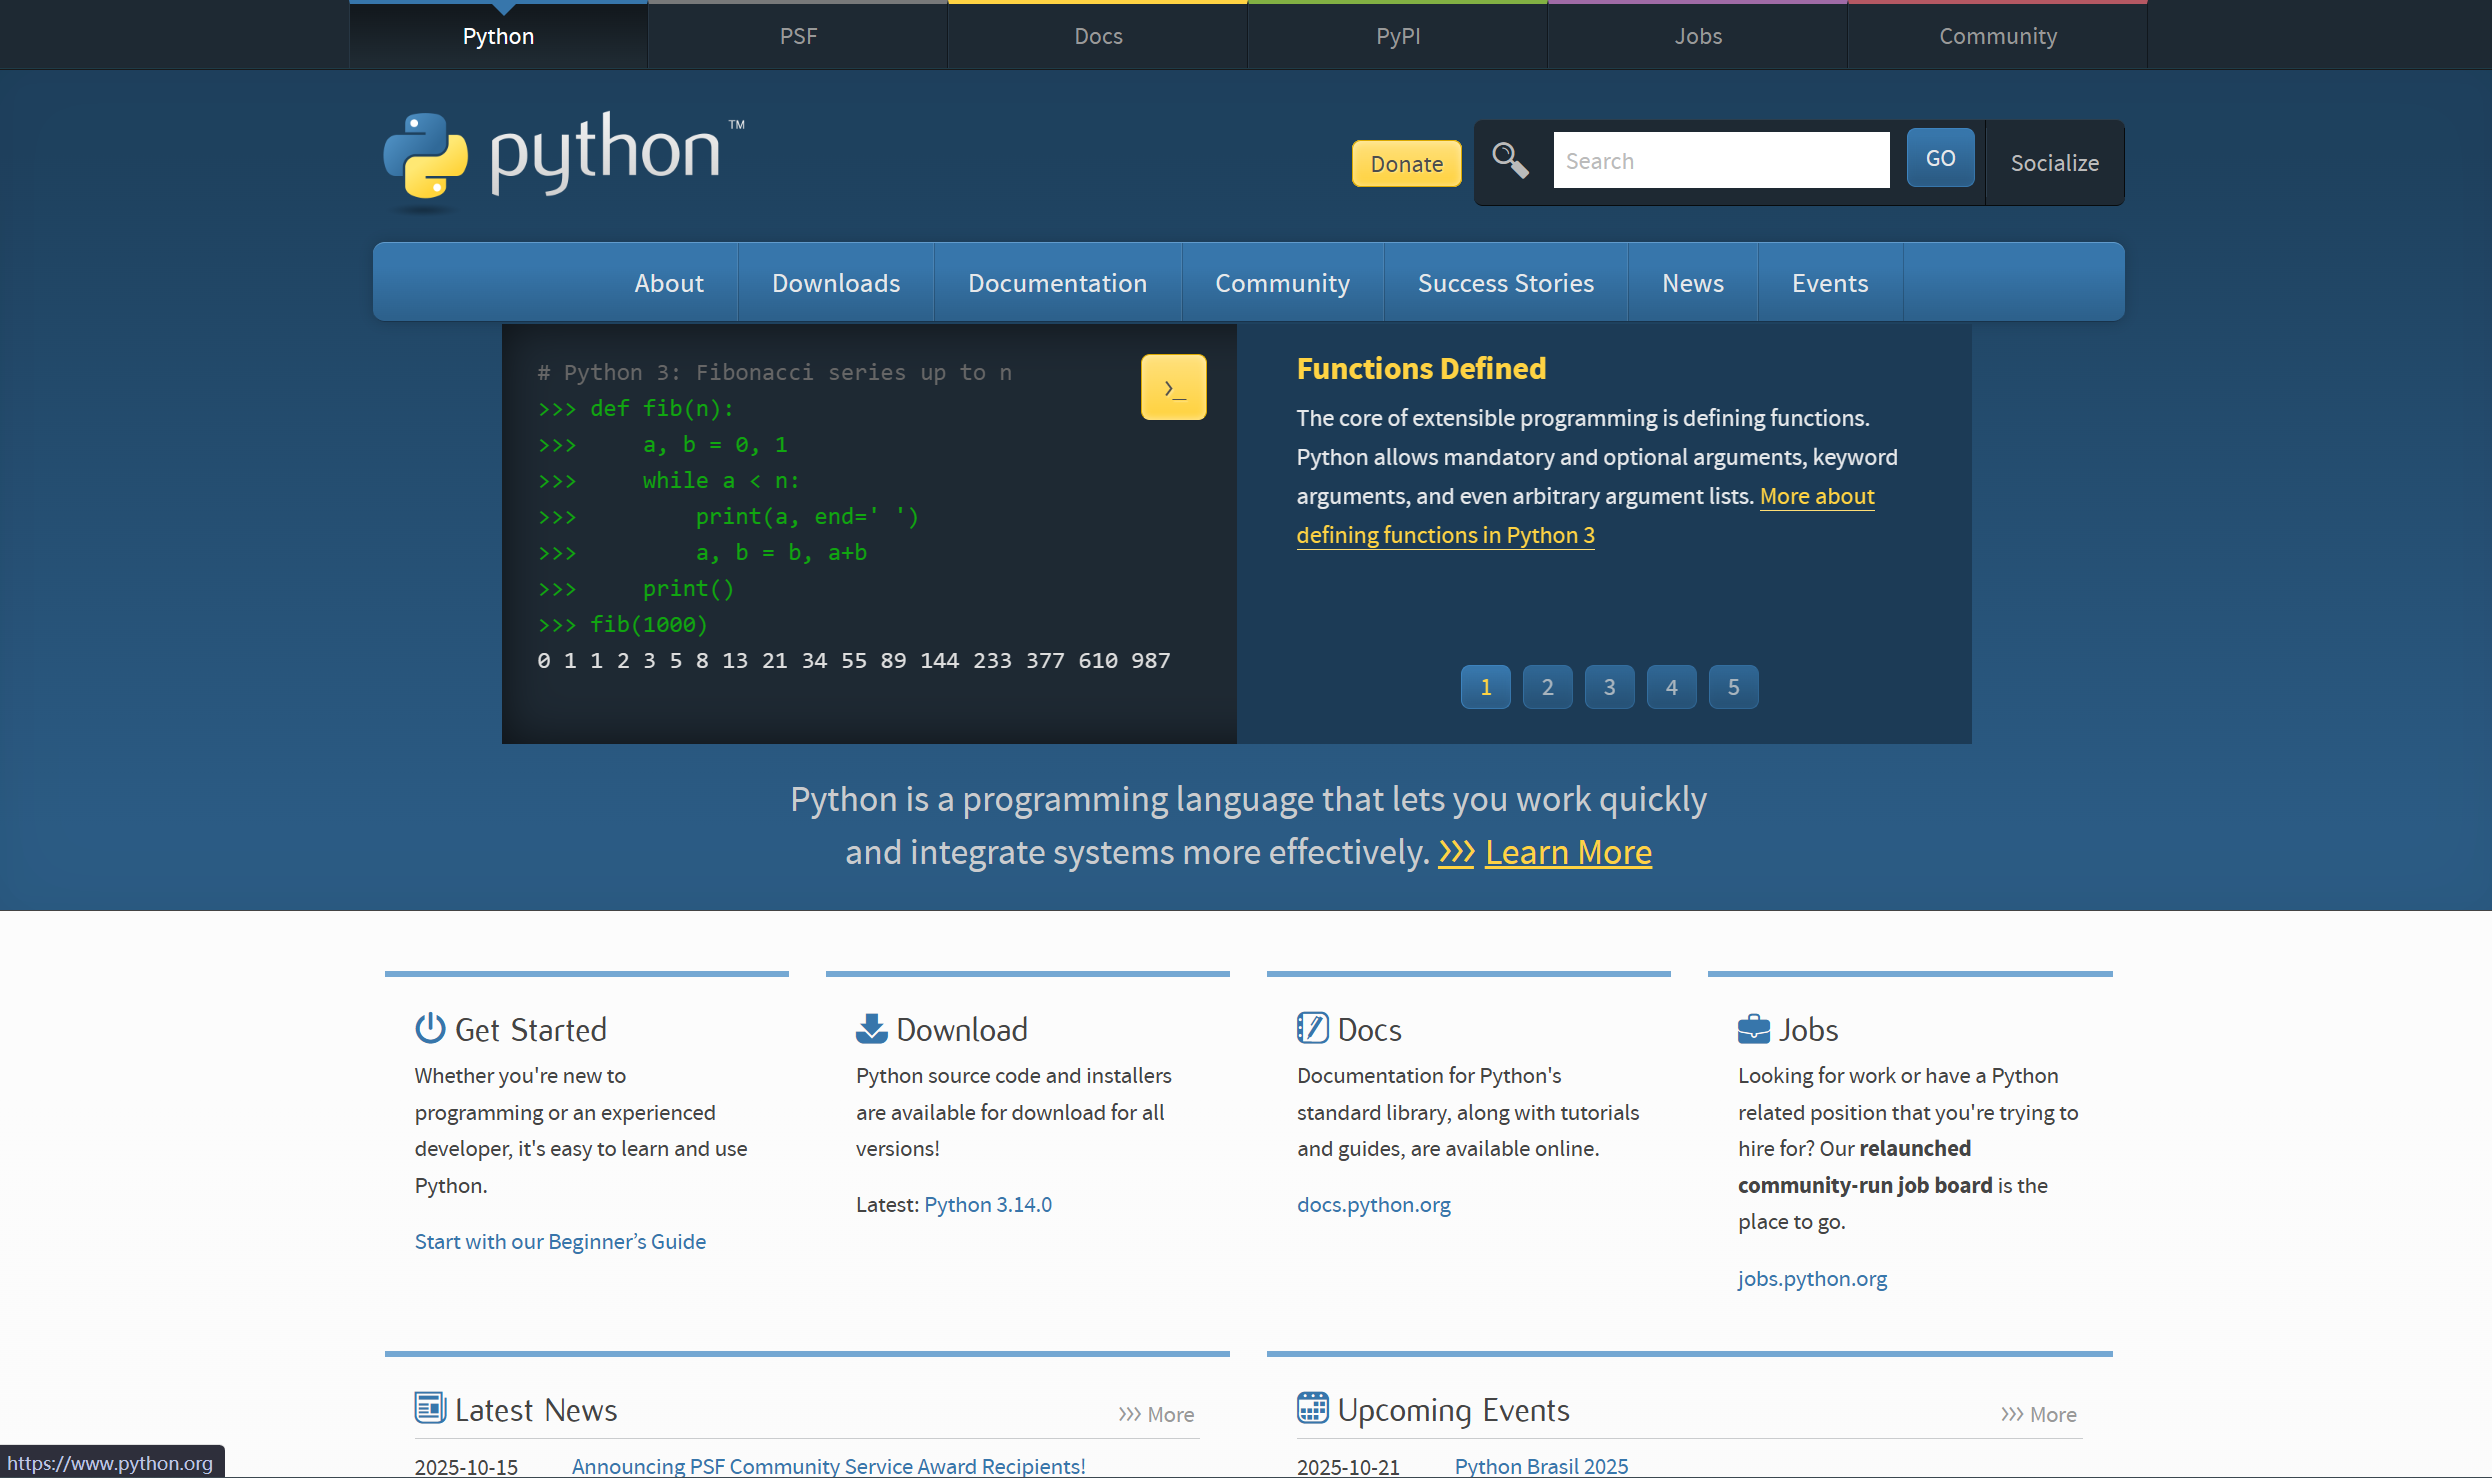 Python
PSF
Docs
PyPI
Jobs
Community
python™
Donate
Search
GO
Socialize
About
Downloads
Documentation
Community
Success Stories
News
Events
# Python 3: Fibonacci series up to n
>>> def fib(n):
>>>     a, b = 0, 1
>>>     while a < n:
>>>         print(a, end=' ')
>>>         a, b = b, a+b
>>>     print()
>>> fib(1000)
0 1 1 2 3 5 8 13 21 34 55 89 144 233 377 610 987
>_
Functions Defined
The core of extensible programming is defining functions.
Python allows mandatory and optional arguments, keyword
arguments, and even arbitrary argument lists. More about
defining functions in Python 3
1 2 3 4 5
Python is a programming language that lets you work quickly
and integrate systems more effectively. >>> Learn More
Get Started
Whether you're new to
programming or an experienced
developer, it's easy to learn and use
Python.
Start with our Beginner’s Guide
Download
Python source code and installers
are available for download for all
versions!
Latest: Python 3.14.0
Docs
Documentation for Python's
standard library, along with tutorials
and guides, are available online.
docs.python.org
Jobs
Looking for work or have a Python
related position that you're trying to
hire for? Our relaunched
community-run job board is the
place to go.
jobs.python.org
Latest News
>>> More
2025-10-15 Announcing PSF Community Service Award Recipients!
Upcoming Events
>>> More
2025-10-21 Python Brasil 2025
https://www.python.org